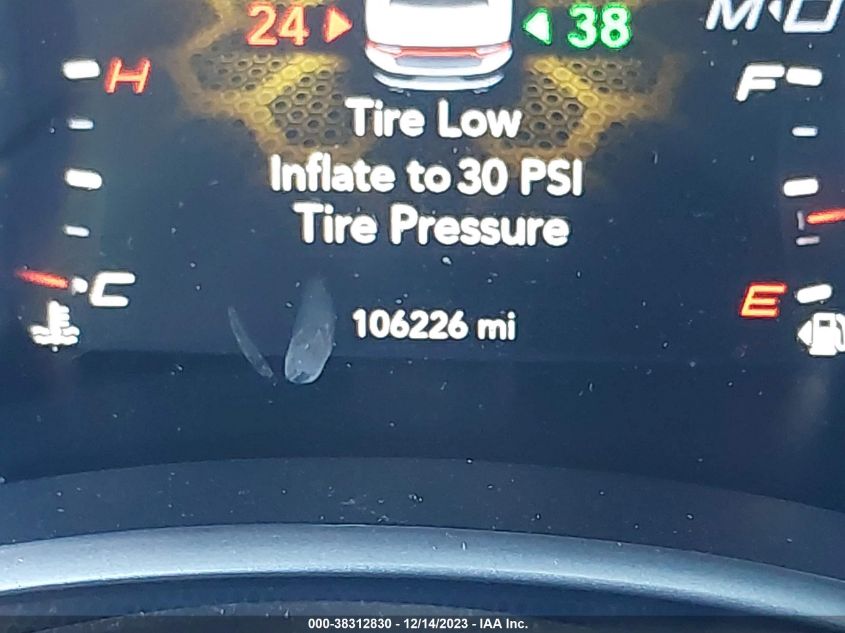 24 38
H F
Tire Low
Inflate to 30 PSI
Tire Pressure
C E
106226 mi
000-38312830 - 12/14/2023 - IAA Inc.